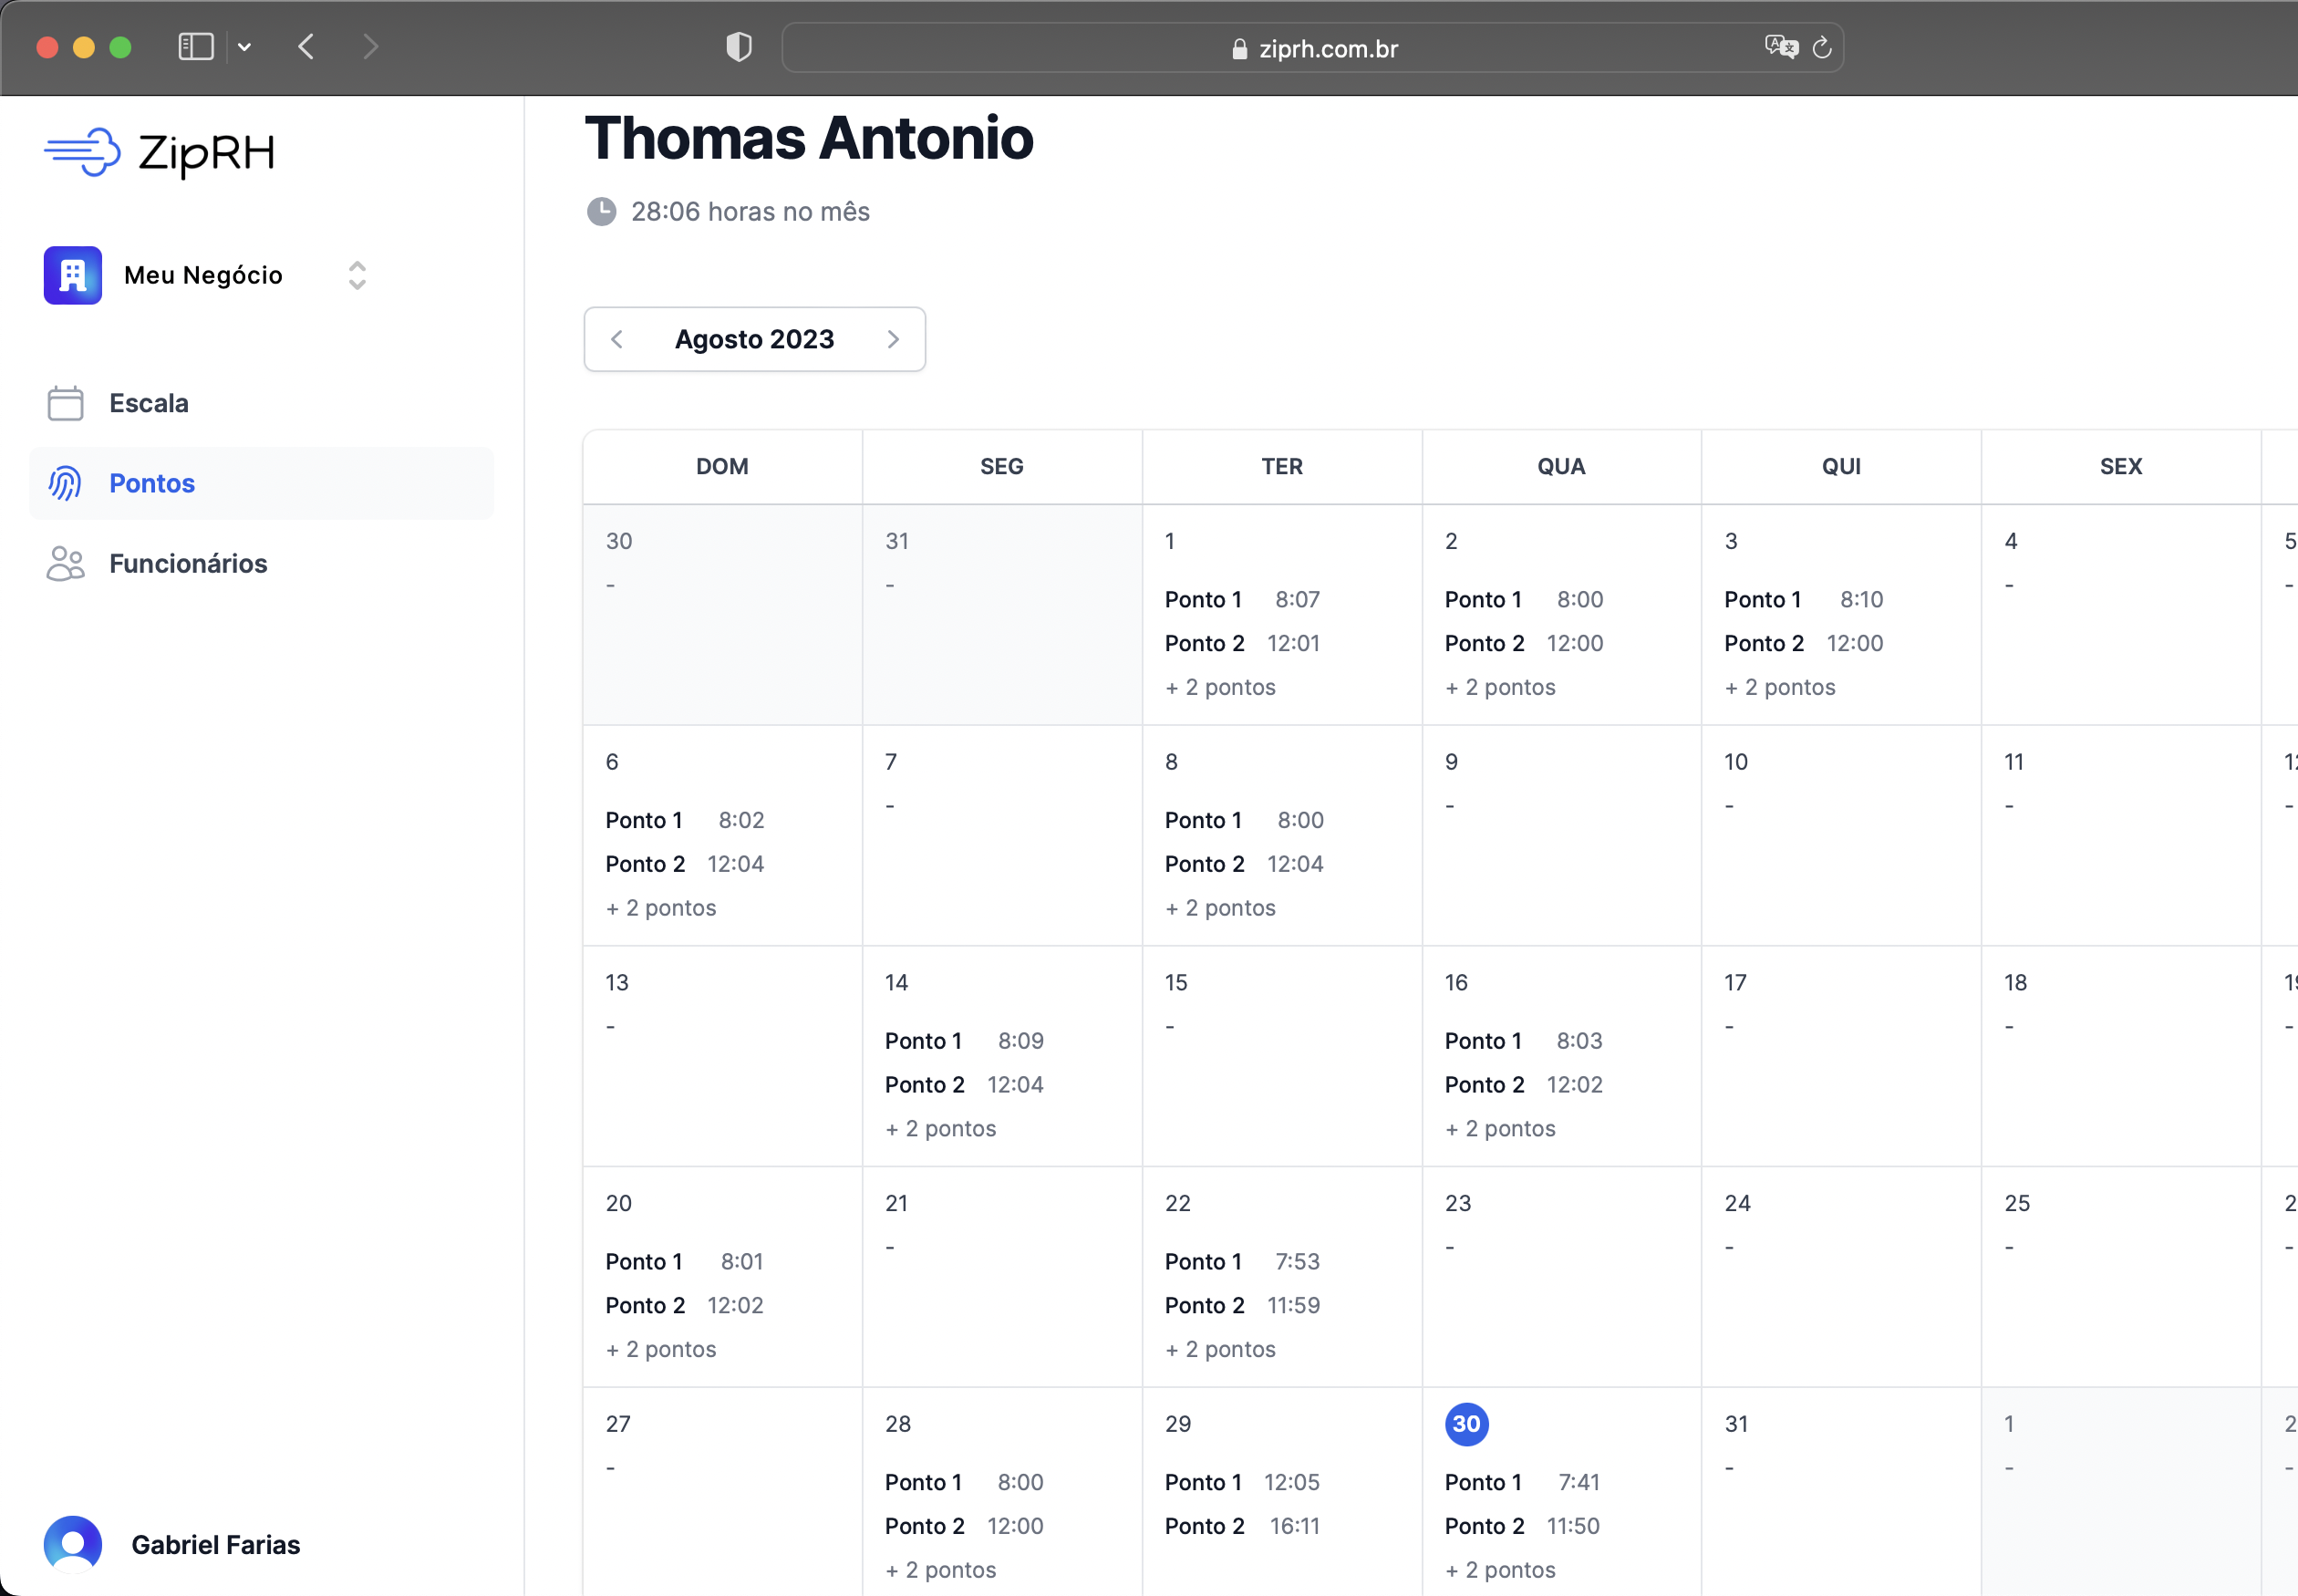 ziprh.com.br
ZipRH
Meu Negócio
Escala
Pontos
Funcionários
Gabriel Farias
Thomas Antonio
28:06 horas no mês
Agosto 2023
DOM SEG TER QUA QUI SEX
30 31 1 2 3 4 5
- - - -
Ponto 1 8:07 Ponto 1 8:00 Ponto 1 8:10
Ponto 2 12:01 Ponto 2 12:00 Ponto 2 12:00
+ 2 pontos + 2 pontos + 2 pontos
6 7 8 9 10 11
- - - - -
Ponto 1 8:02 Ponto 1 8:00
Ponto 2 12:04 Ponto 2 12:04
+ 2 pontos + 2 pontos
13 14 15 16 17 18
- - - - -
Ponto 1 8:09 Ponto 1 8:03
Ponto 2 12:04 Ponto 2 12:02
+ 2 pontos + 2 pontos
20 21 22 23 24 25
- - - - -
Ponto 1 8:01 Ponto 1 7:53
Ponto 2 12:02 Ponto 2 11:59
+ 2 pontos + 2 pontos
27 28 29 30 31 1 2
- - - -
Ponto 1 8:00 Ponto 1 12:05 Ponto 1 7:41
Ponto 2 12:00 Ponto 2 16:11 Ponto 2 11:50
+ 2 pontos + 2 pontos